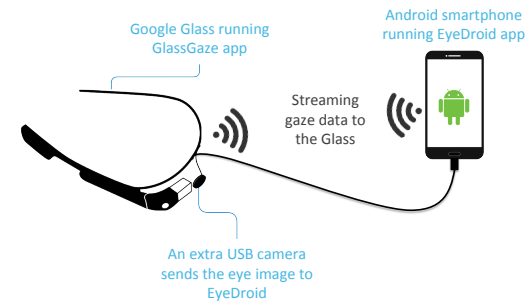 Google Glass running
GlassGaze app
Android smartphone
running EyeDroid app
Streaming
gaze data to
the Glass
An extra USB camera
sends the eye image to
EyeDroid